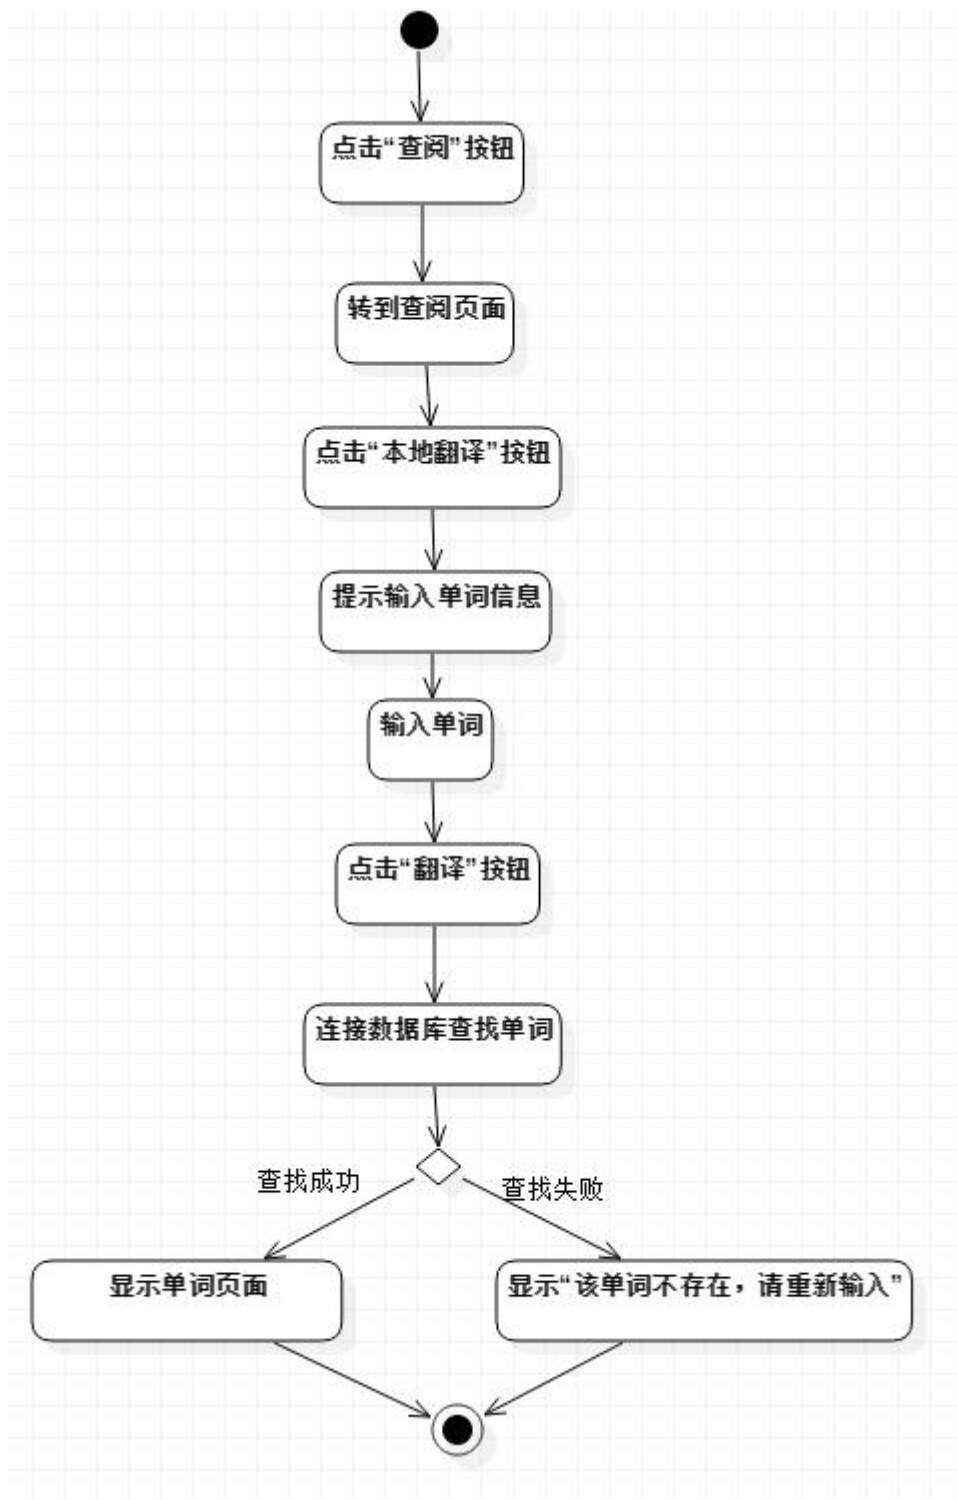 点击“查阅”按钮
转到查阅页面
点击“本地翻译”按钮
提示输入单词信息
输入单词
点击“翻译”按钮
连接数据库查找单词
查找成功
查找失败
显示单词页面
显示“该单词不存在，请重新输入”